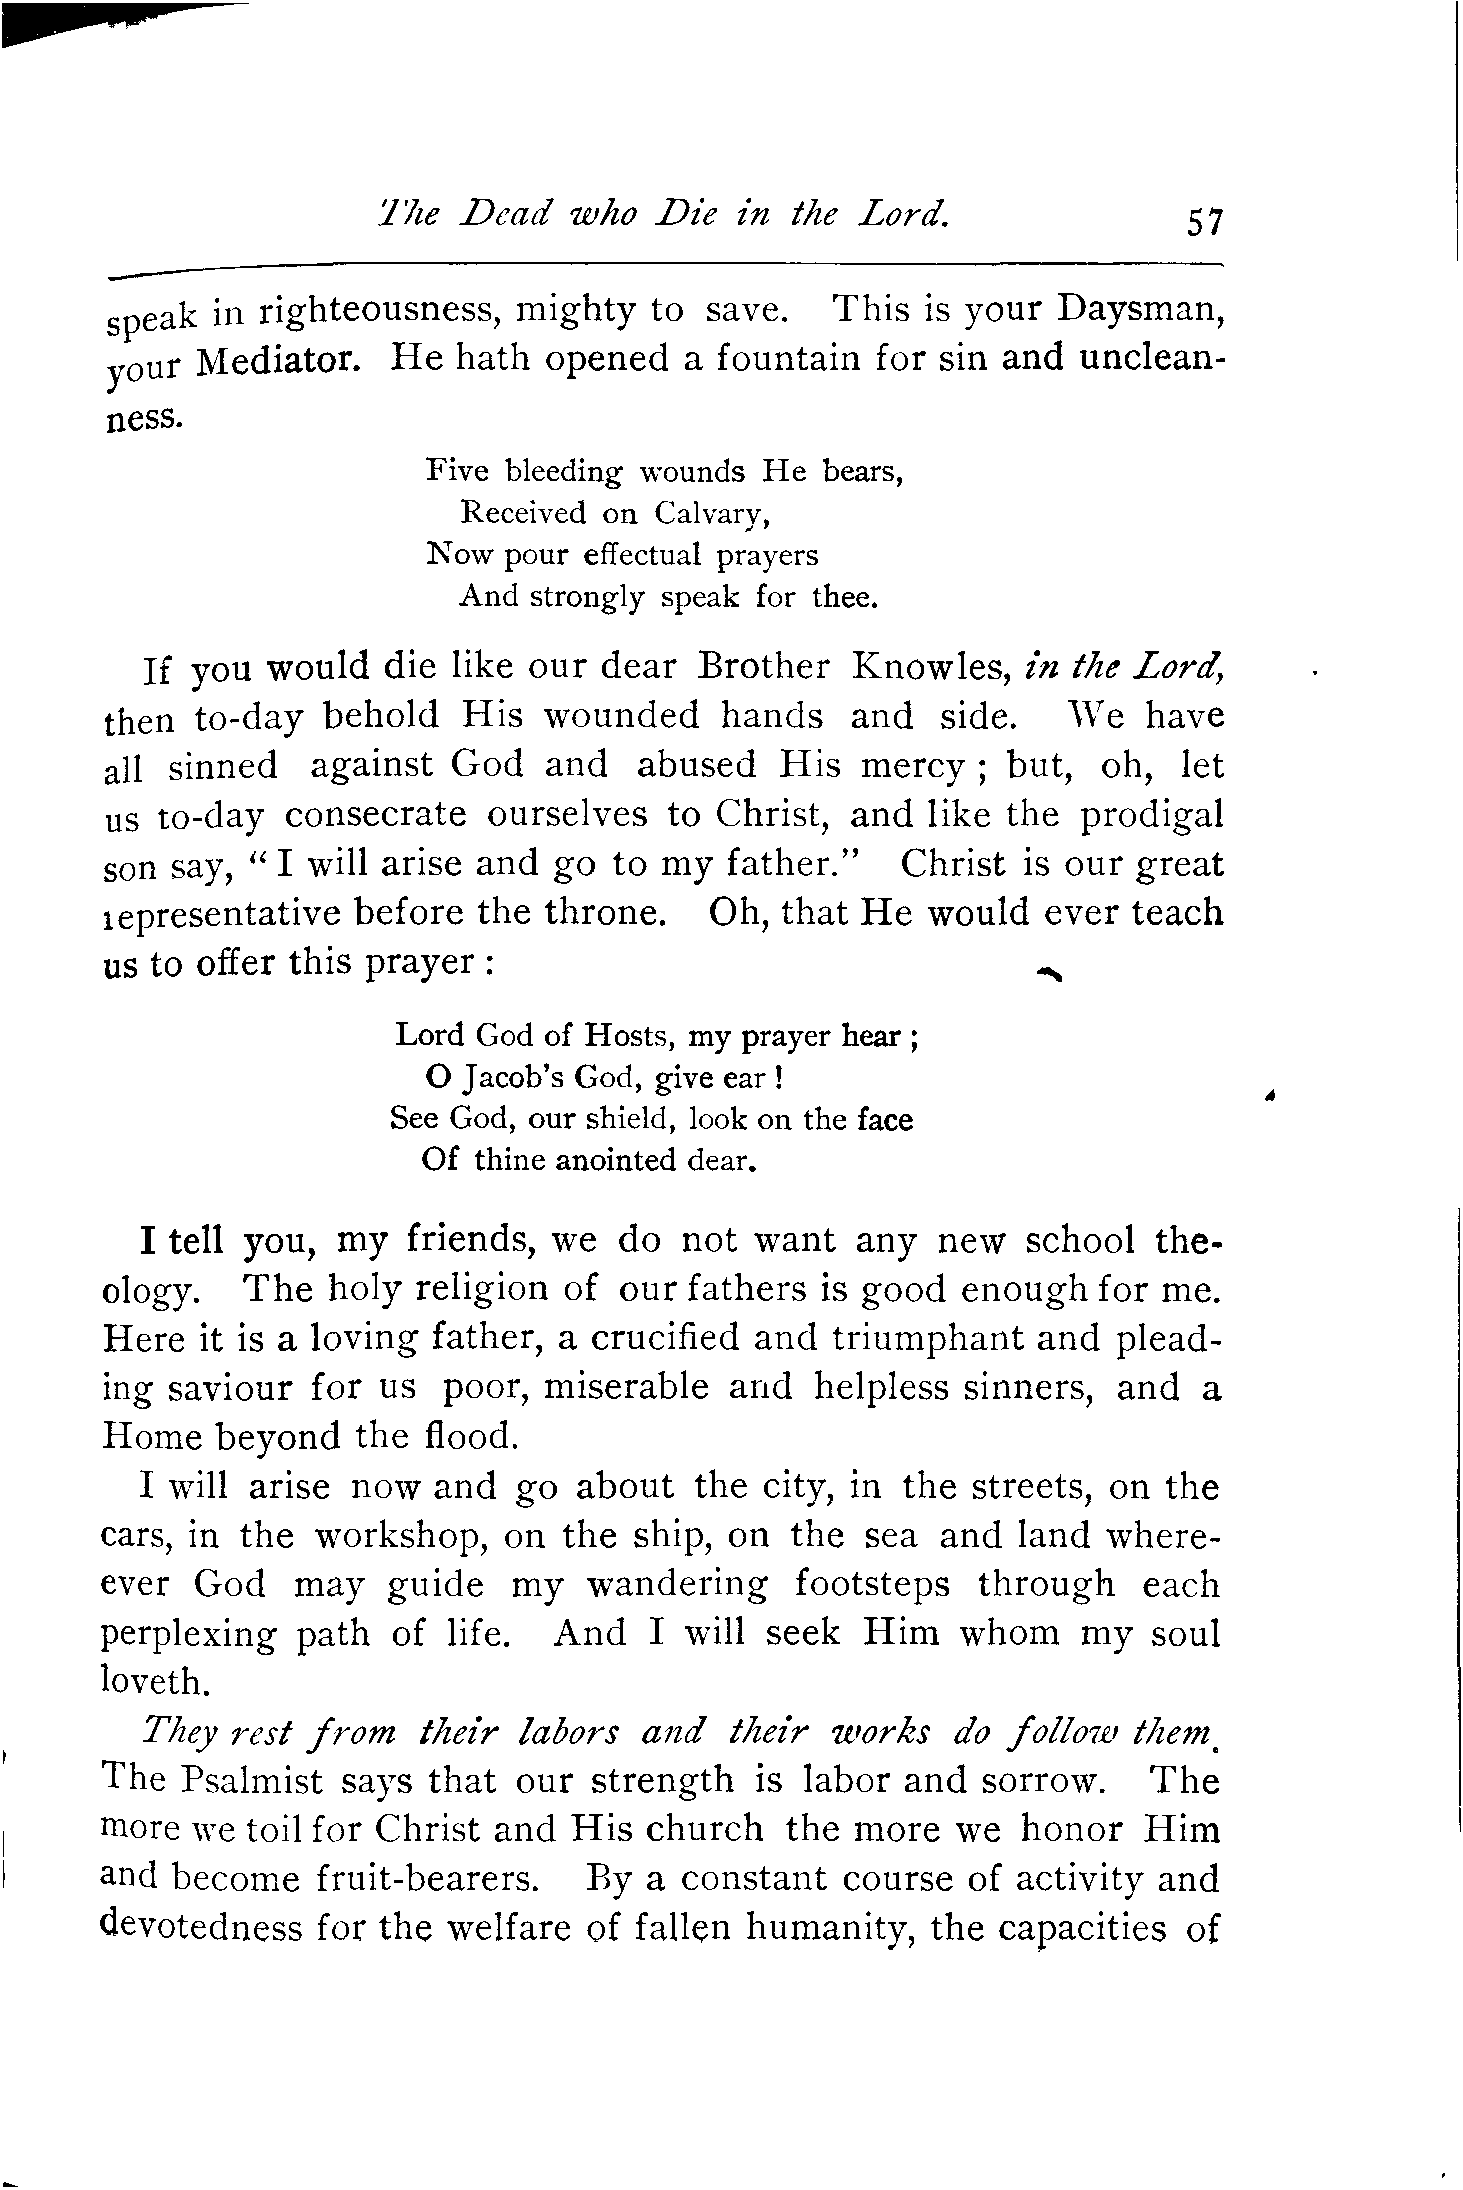 The Dead who Die in the Lord. 57
speak in righteousness, mighty to save. This is your Daysman,
your Mediator. He hath opened a fountain for sin and unclean-
ness.
Five bleeding wounds He bears,
Received on Calvary,
Now pour effectual prayers
And strongly speak for thee.
If you would die like our dear Brother Knowles, in the Lord,
then to-day behold His wounded hands and side. We have
all sinned against God and abused His mercy ; but, oh, let
us to-day consecrate ourselves to Christ, and like the prodigal
son say, “ I will arise and go to my father.” Christ is our great
representative before the throne. Oh, that He would ever teach
us to offer this prayer :
Lord God of Hosts, my prayer hear ;
O Jacob's God, give ear !
See God, our shield, look on the face
Of thine anointed dear.
I tell you, my friends, we do not want any new school the-
ology. The holy religion of our fathers is good enough for me.
Here it is a loving father, a crucified and triumphant and plead-
ing saviour for us poor, miserable and helpless sinners, and a
Home beyond the flood.
I will arise now and go about the city, in the streets, on the
cars, in the workshop, on the ship, on the sea and land where-
ever God may guide my wandering footsteps through each
perplexing path of life. And I will seek Him whom my soul
loveth.
They rest from their labors and their works do follow them.
The Psalmist says that our strength is labor and sorrow. The
more we toil for Christ and His church the more we honor Him
and become fruit-bearers. By a constant course of activity and
devotedness for the welfare of fallen humanity, the capacities of